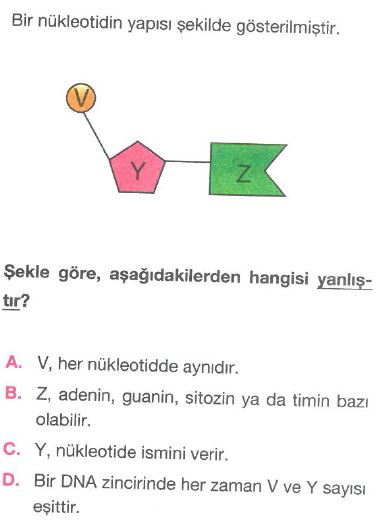 Bir nükleotidin yapısı şekilde gösterilmiştir.
V
Y
Z
Şekle göre, aşağıdakilerden hangisi yanlış-
tır?
A. V, her nükleotidde aynıdır.
B. Z, adenin, guanin, sitozin ya da timin bazı
olabilir.
C. Y, nükleotide ismini verir.
D. Bir DNA zincirinde her zaman V ve Y sayısı
eşittir.